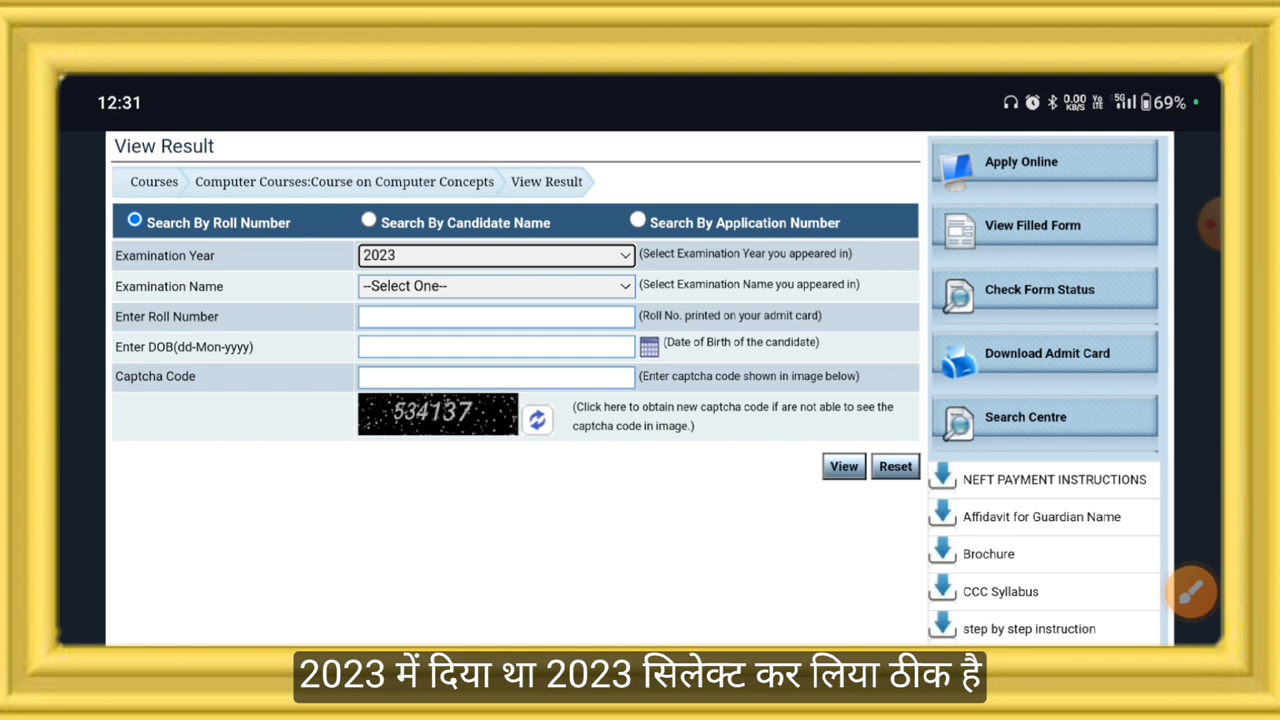 12:31
0.00 KB/S Vo LTE 5G 69%
View Result
Courses Computer Courses:Course on Computer Concepts View Result
Search By Roll Number Search By Candidate Name Search By Application Number
Examination Year 2023 (Select Examination Year you appeared in)
Examination Name --Select One-- (Select Examination Name you appeared in)
Enter Roll Number (Roll No. printed on your admit card)
Enter DOB(dd-Mon-yyyy) (Date of Birth of the candidate)
Captcha Code (Enter captcha code shown in image below)
534137 (Click here to obtain new captcha code if are not able to see the
captcha code in image.)
View Reset
Apply Online
View Filled Form
Check Form Status
Download Admit Card
Search Centre
NEFT PAYMENT INSTRUCTIONS
Affidavit for Guardian Name
Brochure
CCC Syllabus
step by step instruction
2023 में दिया था 2023 सिलेक्ट कर लिया ठीक है